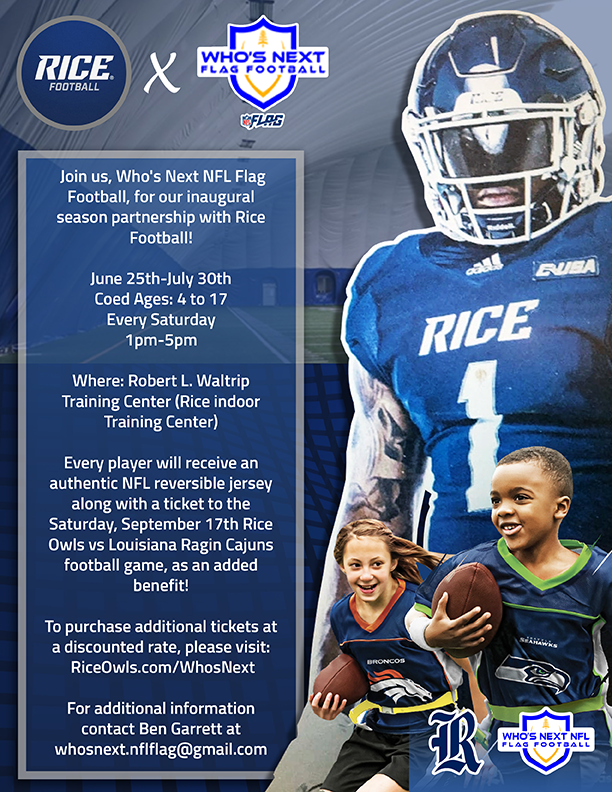 RICE
FOOTBALL
X
WHO'S NEXT
FLAG FOOTBALL
NFL FLAG
Join us, Who's Next NFL Flag
Football, for our inaugural
season partnership with Rice
Football!
June 25th-July 30th
Coed Ages: 4 to 17
Every Saturday
1pm-5pm
Where: Robert L. Waltrip
Training Center (Rice indoor
Training Center)
Every player will receive an
authentic NFL reversible jersey
along with a ticket to the
Saturday, September 17th Rice
Owls vs Louisiana Ragin Cajuns
football game, as an added
benefit!
To purchase additional tickets at
a discounted rate, please visit:
RiceOwls.com/WhosNext
For additional information
contact Ben Garrett at
whosnext.nflflag@gmail.com
RICE
Riddell
adidas
C-USA
RICE
1
BRONCOS
SEAHAWKS
R
WHO'S NEXT NFL
FLAG FOOTBALL